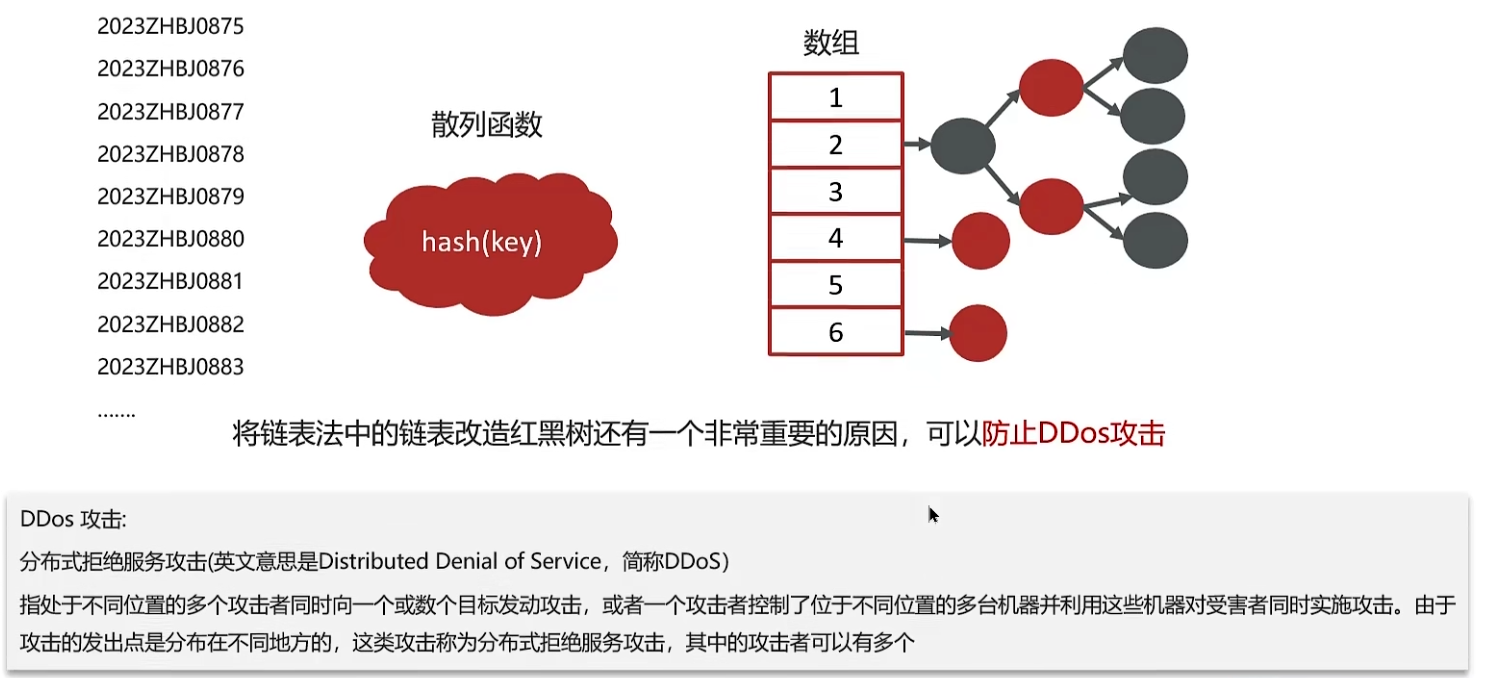 2023ZHBJ0875
2023ZHBJ0876
2023ZHBJ0877
2023ZHBJ0878
2023ZHBJ0879
2023ZHBJ0880
2023ZHBJ0881
2023ZHBJ0882
2023ZHBJ0883
.......
散列函数
hash(key)
数组
1
2
3
4
5
6
将链表法中的链表改造红黑树还有一个非常重要的原因，可以防止DDos攻击
DDos 攻击:
分布式拒绝服务攻击(英文意思是Distributed Denial of Service，简称DDoS)
指处于不同位置的多个攻击者同时向一个或数个目标发动攻击，或者一个攻击者控制了位于不同位置的多台机器并利用这些机器对受害者同时实施攻击。由于
攻击的发出点是分布在不同地方的，这类攻击称为分布式拒绝服务攻击，其中的攻击者可以有多个